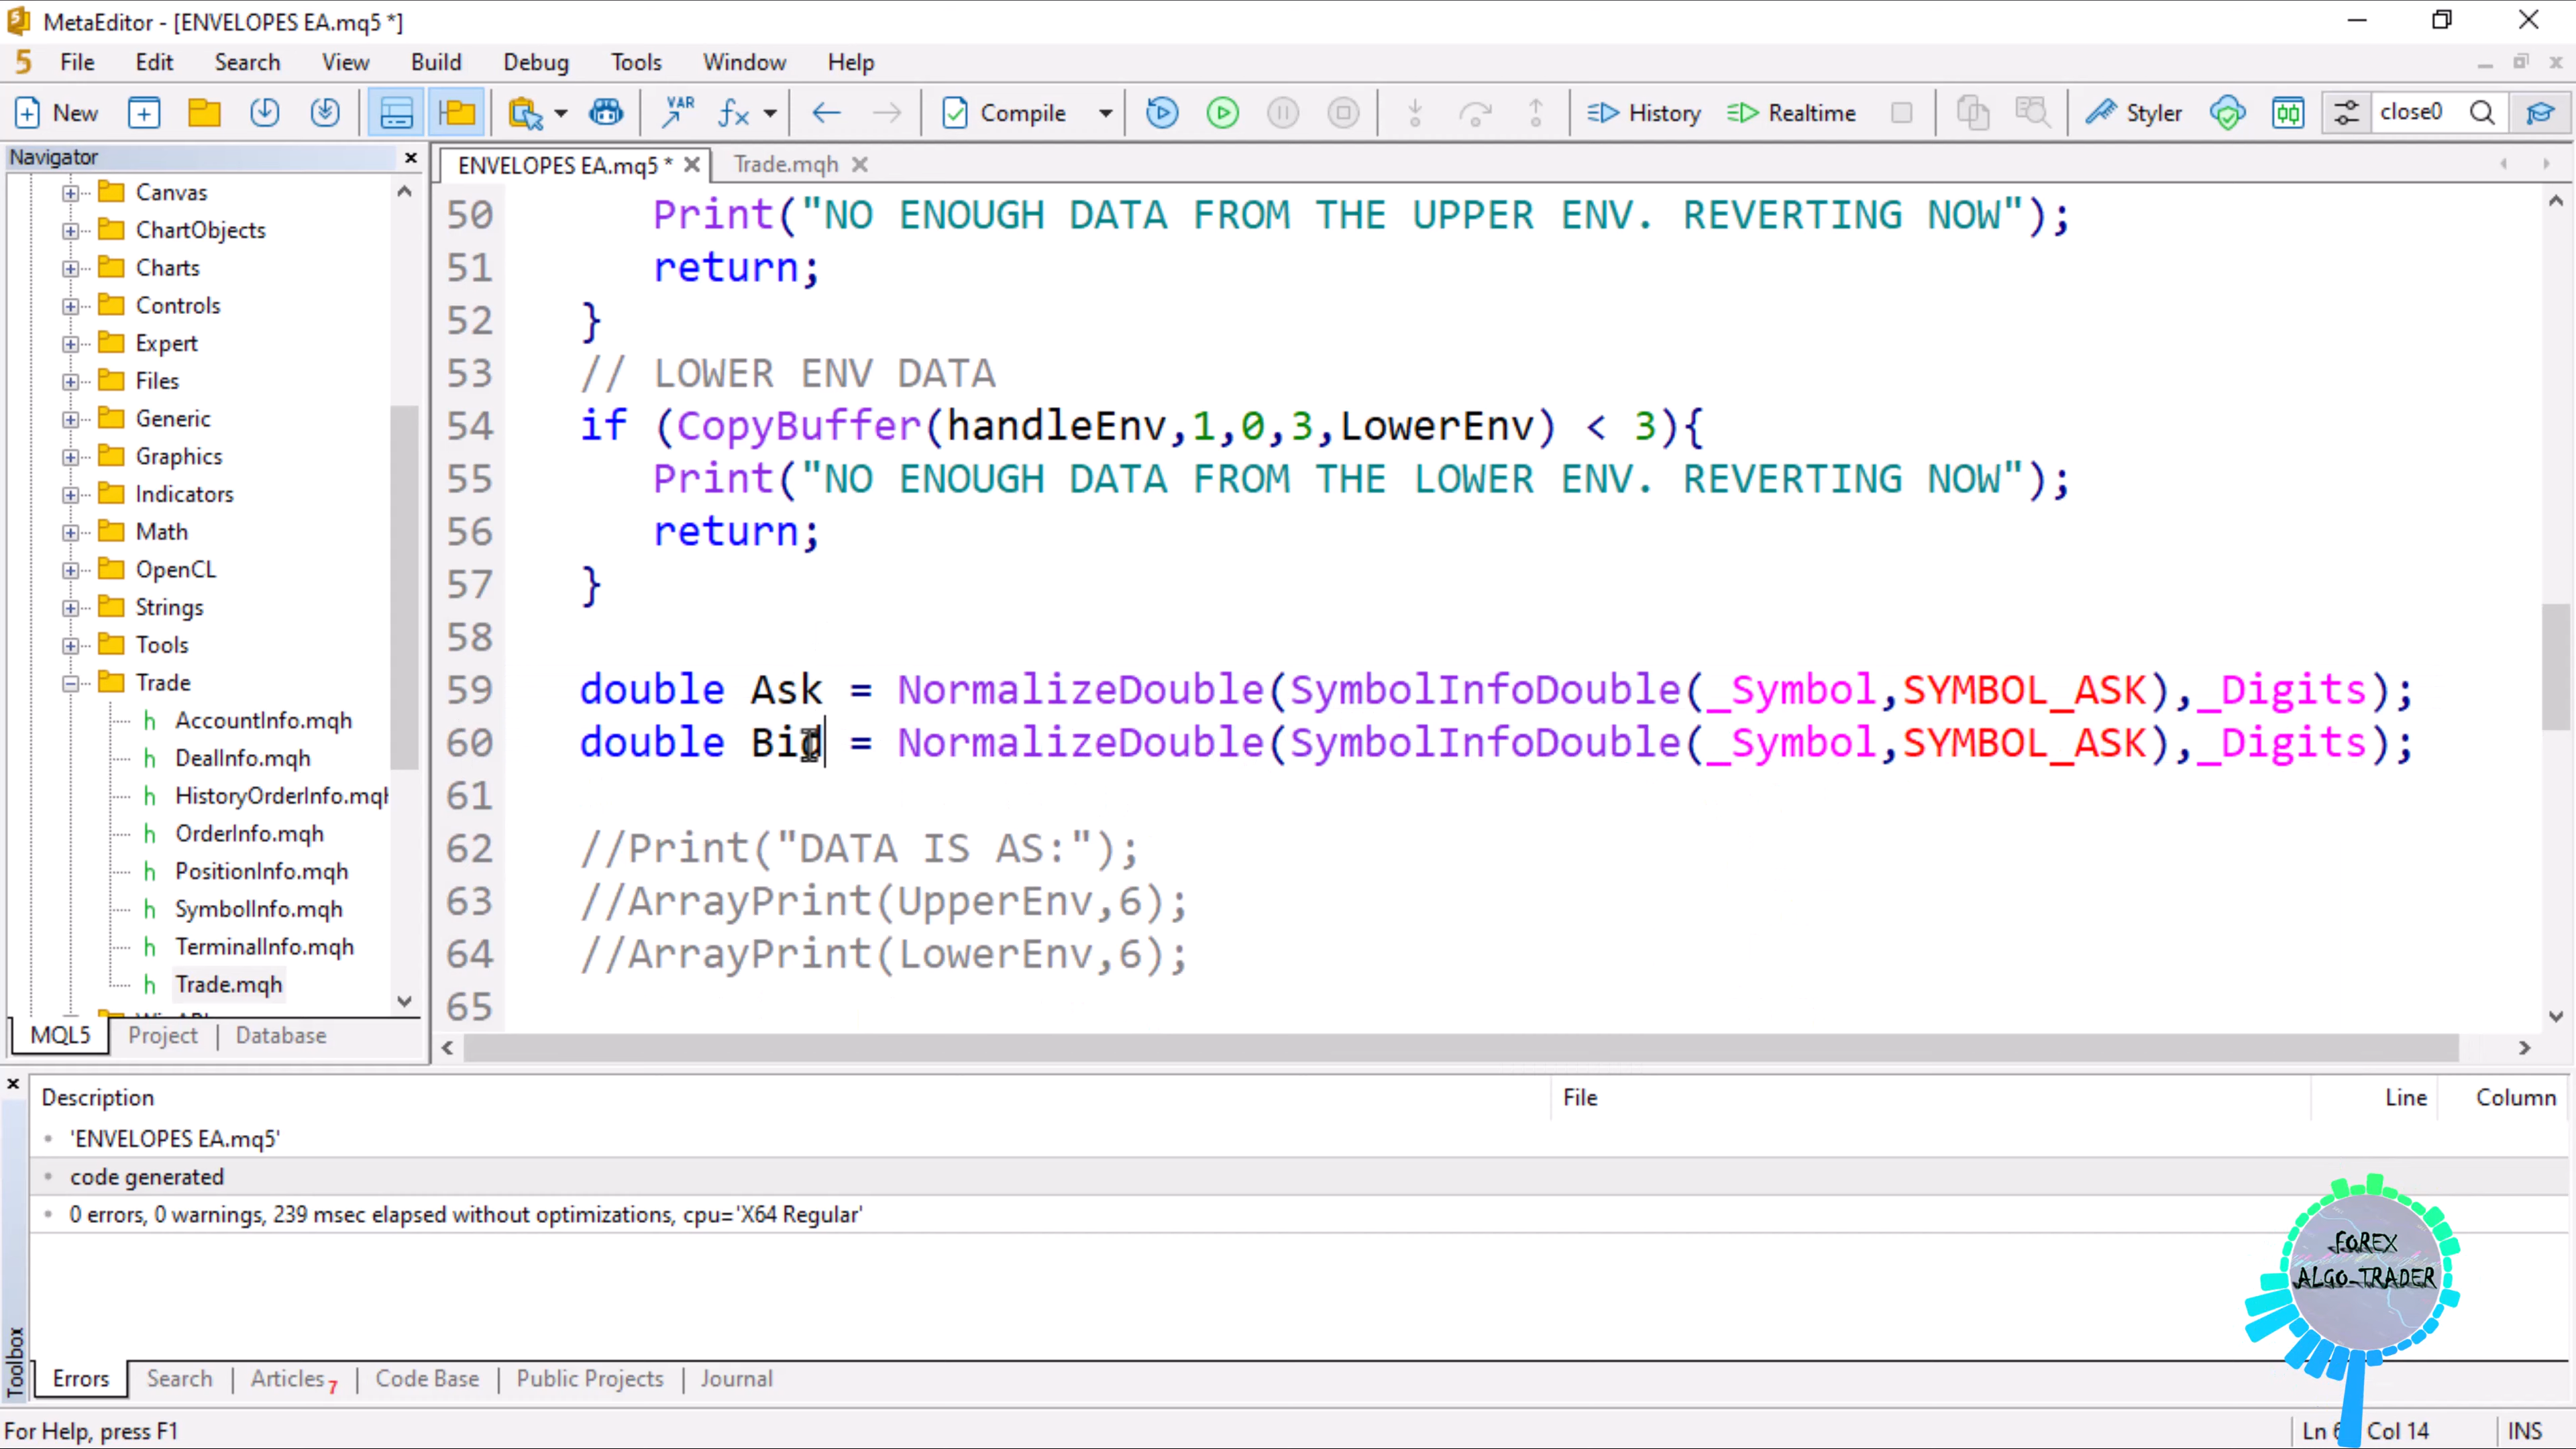 MetaEditor - [ENVELOPES EA.mq5 *]
5 File Edit Search View Build Debug Tools Window Help
New VAR Compile History Realtime Styler close0
Navigator
ENVELOPES EA.mq5 * Trade.mqh
Canvas
ChartObjects
Charts
Controls
Expert
Files
Generic
Graphics
Indicators
Math
OpenCL
Strings
Tools
Trade
h AccountInfo.mqh
h DealInfo.mqh
h HistoryOrderInfo.mqh
h OrderInfo.mqh
h PositionInfo.mqh
h SymbolInfo.mqh
h TerminalInfo.mqh
h Trade.mqh
MQL5 Project Database
50 Print("NO ENOUGH DATA FROM THE UPPER ENV. REVERTING NOW");
51 return;
52 }
53 // LOWER ENV DATA
54 if (CopyBuffer(handleEnv,1,0,3,LowerEnv) < 3){
55 Print("NO ENOUGH DATA FROM THE LOWER ENV. REVERTING NOW");
56 return;
57 }
58
59 double Ask = NormalizeDouble(SymbolInfoDouble(_Symbol,SYMBOL_ASK),_Digits);
60 double Bid = NormalizeDouble(SymbolInfoDouble(_Symbol,SYMBOL_ASK),_Digits);
61
62 //Print("DATA IS AS:");
63 //ArrayPrint(UpperEnv,6);
64 //ArrayPrint(LowerEnv,6);
65
Description File Line Column
'ENVELOPES EA.mq5'
code generated
0 errors, 0 warnings, 239 msec elapsed without optimizations, cpu='X64 Regular'
FOREX
ALGO-TRADER
Toolbox
Errors Search Articles 7 Code Base Public Projects Journal
For Help, press F1
Ln Col 14 INS